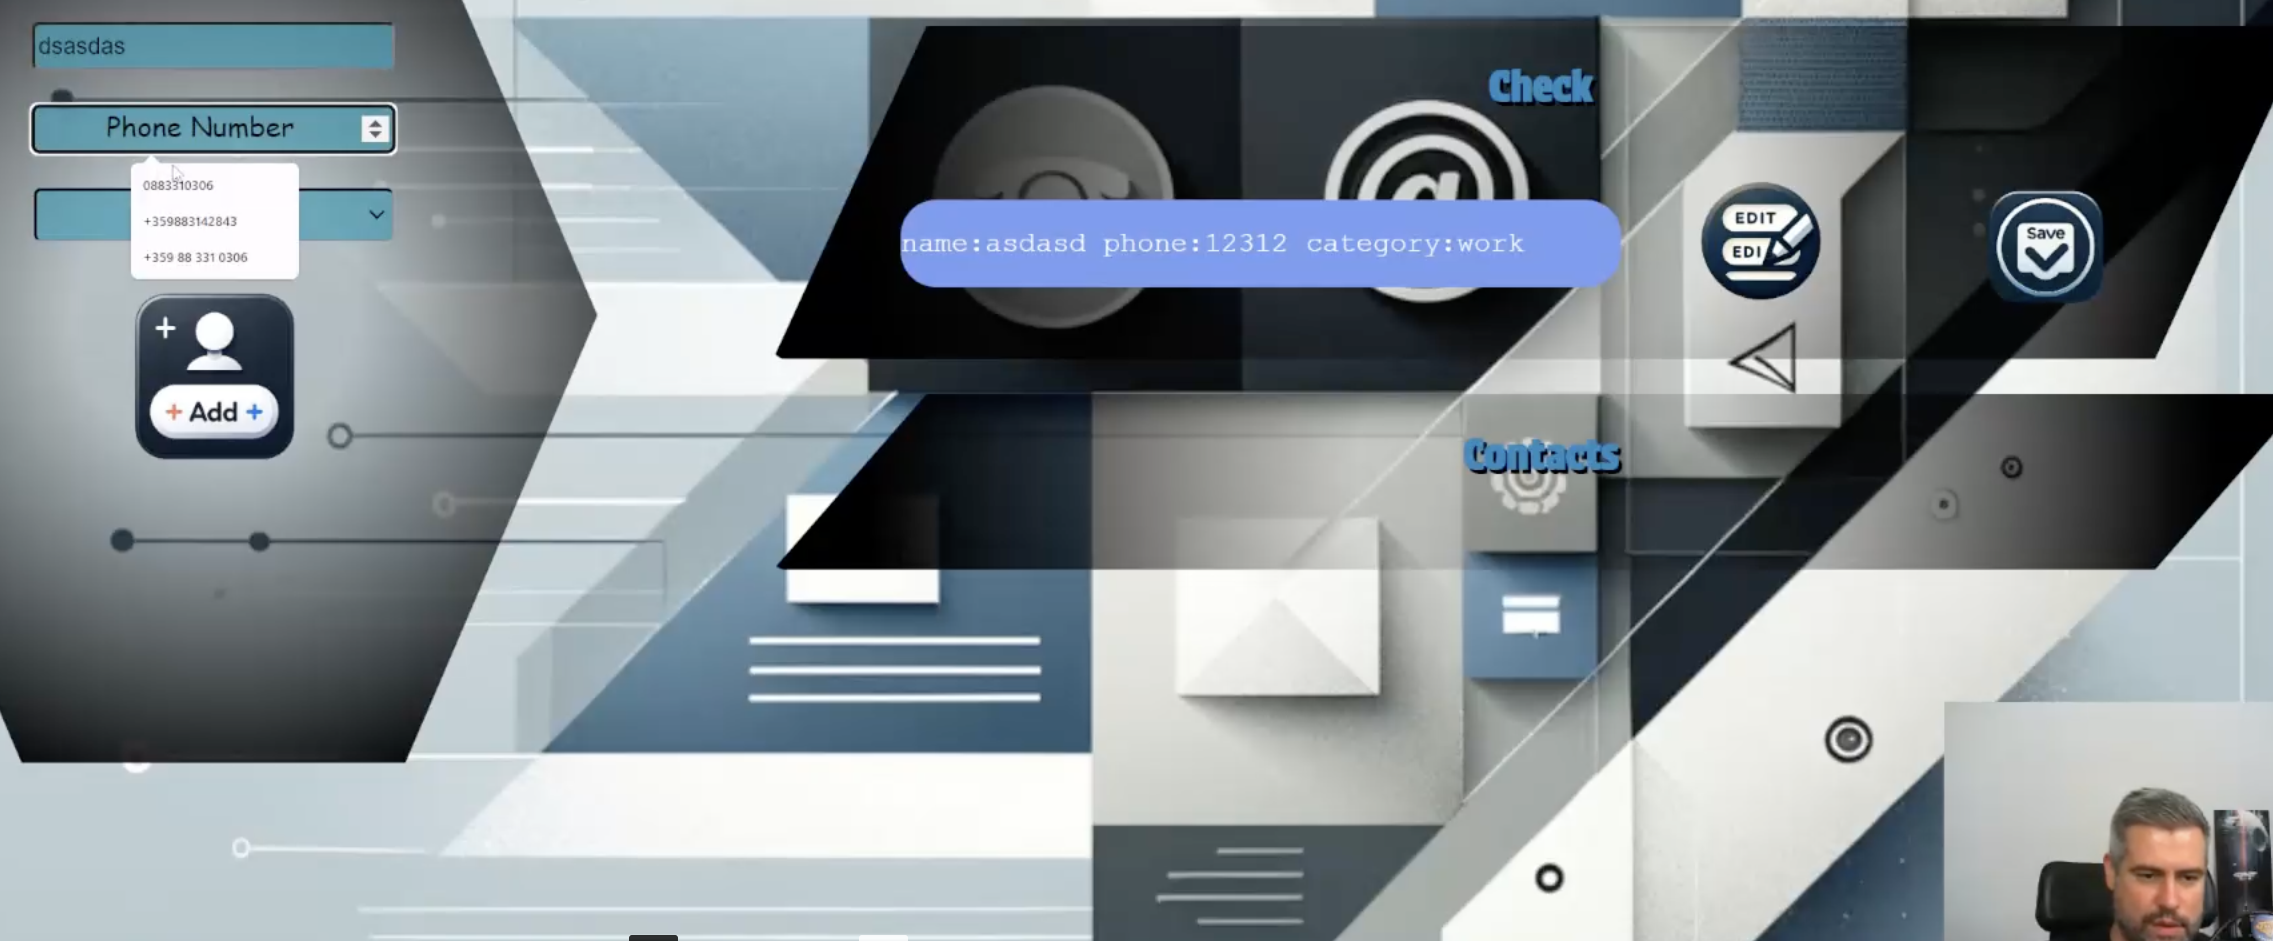 dsasdas
Phone Number
0883310306
+359883142843
+359 88 331 0306
+ Add +
Check
name:asdasd phone:12312 category:work
EDIT
EDI
Save
Contacts